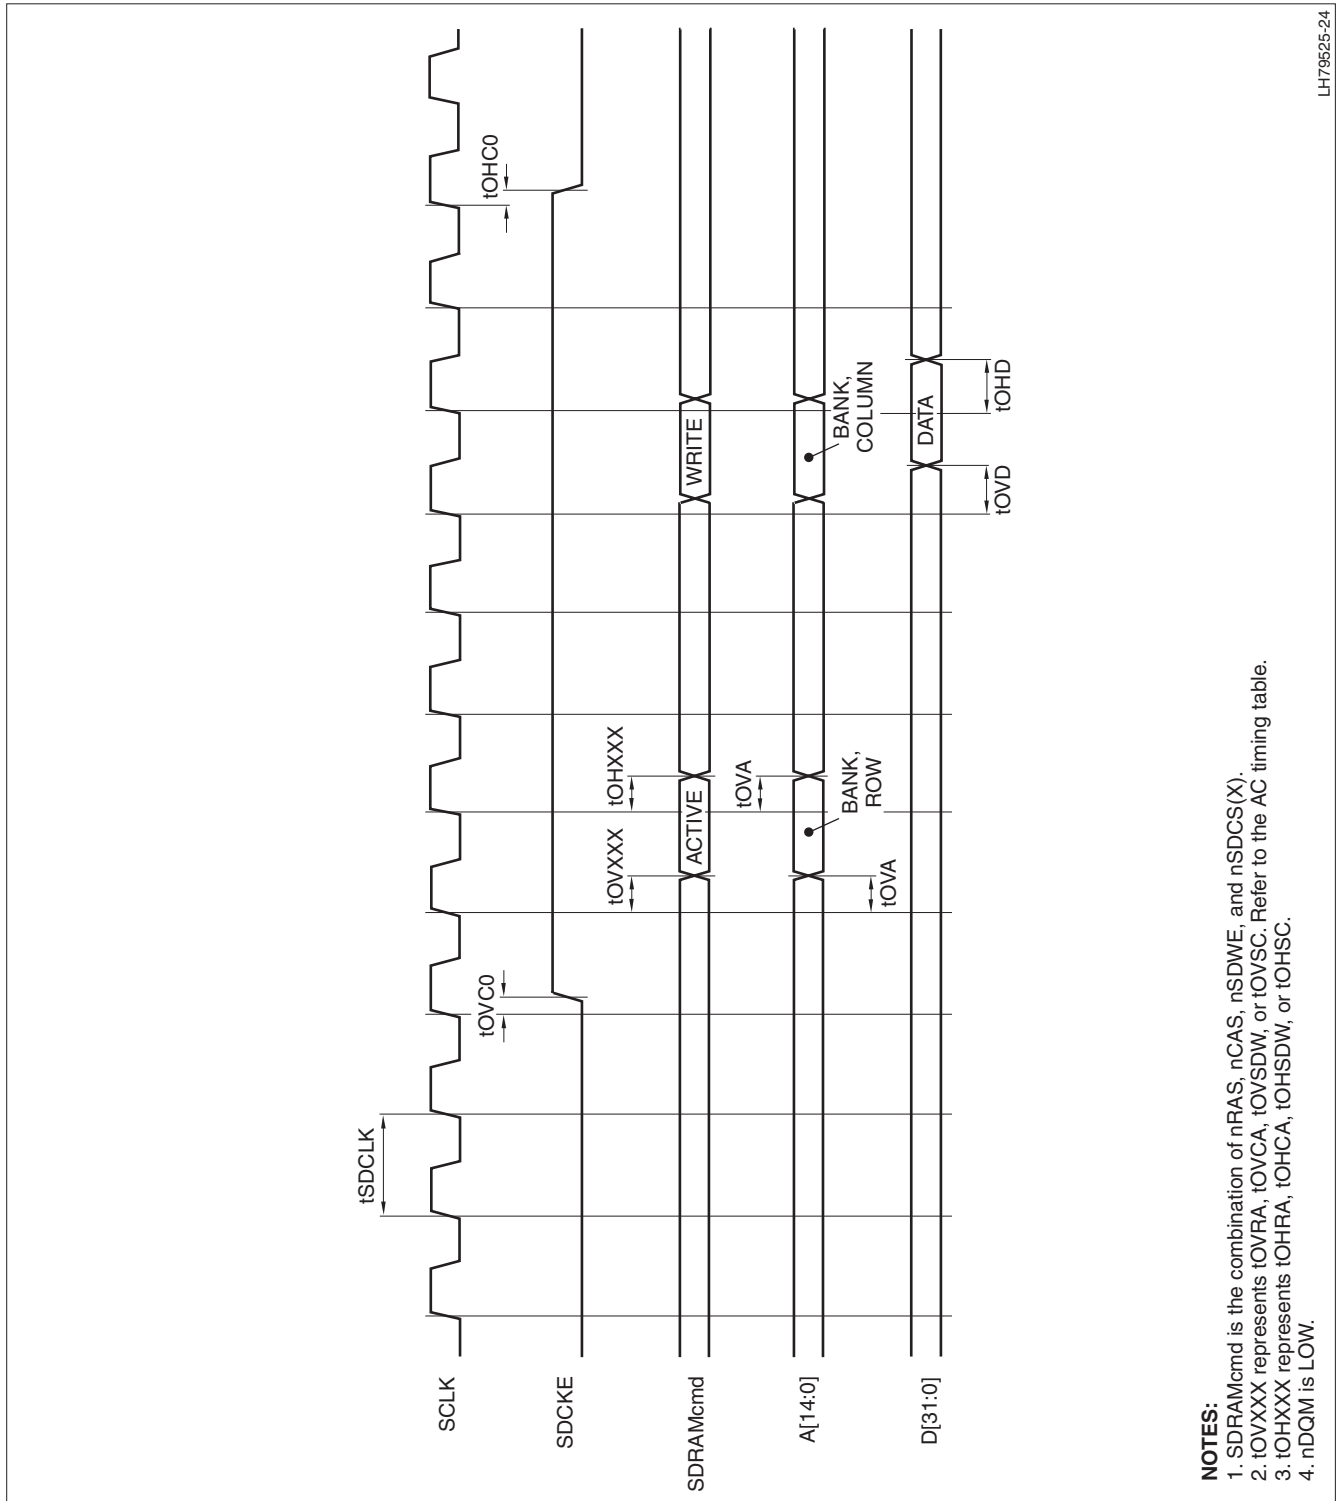 tSDCLK
SCLK
tOVC0
tOHC0
SDCKE
tOVXXX
tOHXXX
SDRAMcmd
ACTIVE
WRITE
tOVA
A[14:0]
BANK,
ROW
BANK,
COLUMN
tOVA
D[31:0]
DATA
tOVD
tOHD
NOTES:
1. SDRAMcmd is the combination of nRAS, nCAS, nSDWE, and nSDCS(X).
2. tOVXXX represents tOVRA, tOVCA, tOVSDW, or tOVSC. Refer to the AC timing table.
3. tOHXXX represents tOHRA, tOHCA, tOHSDW, or tOHSC.
4. nDQM is LOW.
LH79525-24